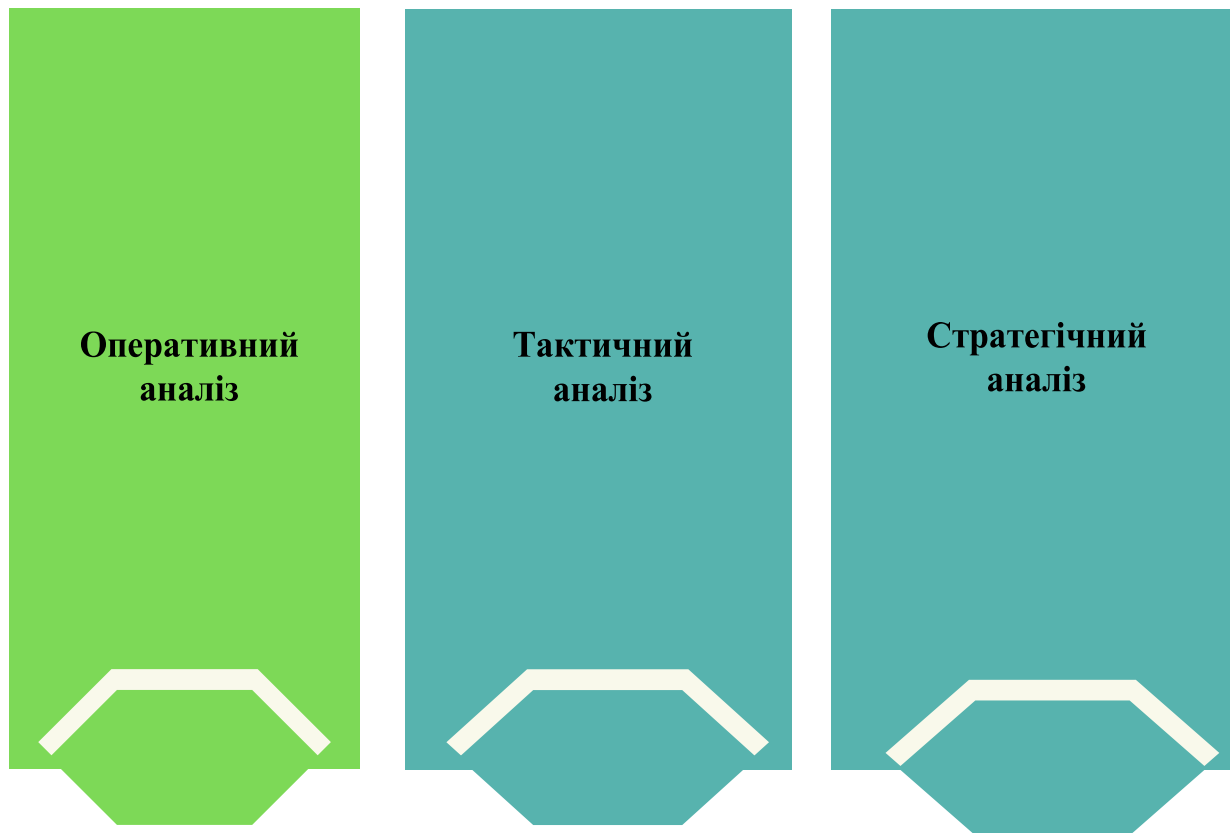 Оперативний
аналіз
Тактичний
аналіз
Стратегічний
аналіз